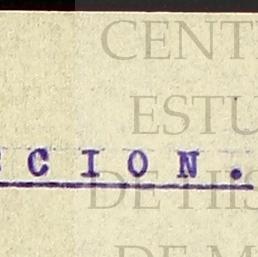 CENT
ESTU
CION.
DE HIS
DE M